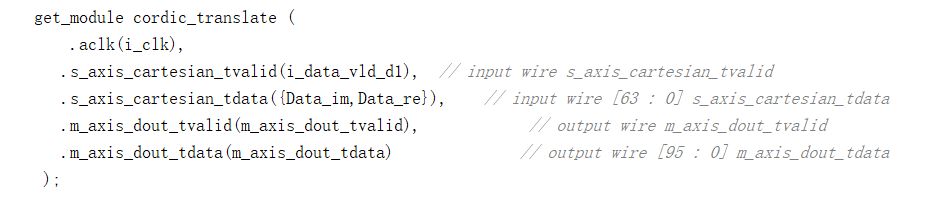 get_module cordic_translate (
.aclk(i_clk),
.s_axis_cartesian_tvalid(i_data_vld_d1), // input wire s_axis_cartesian_tvalid
.s_axis_cartesian_tdata({Data_im,Data_re}), // input wire [63 : 0] s_axis_cartesian_tdata
.m_axis_dout_tvalid(m_axis_dout_tvalid), // output wire m_axis_dout_tvalid
.m_axis_dout_tdata(m_axis_dout_tdata) // output wire [95 : 0] m_axis_dout_tdata
);